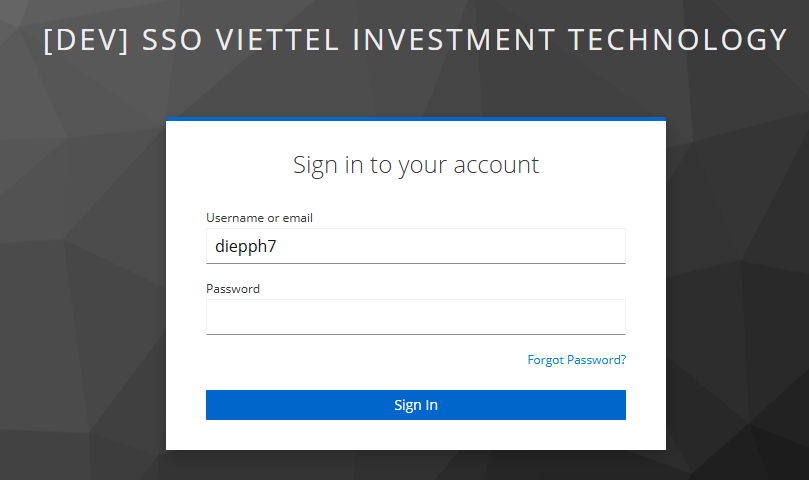 [DEV] SSO VIETTEL INVESTMENT TECHNOLOGY
Sign in to your account
Username or email
diepph7
Password
Forgot Password?
Sign In